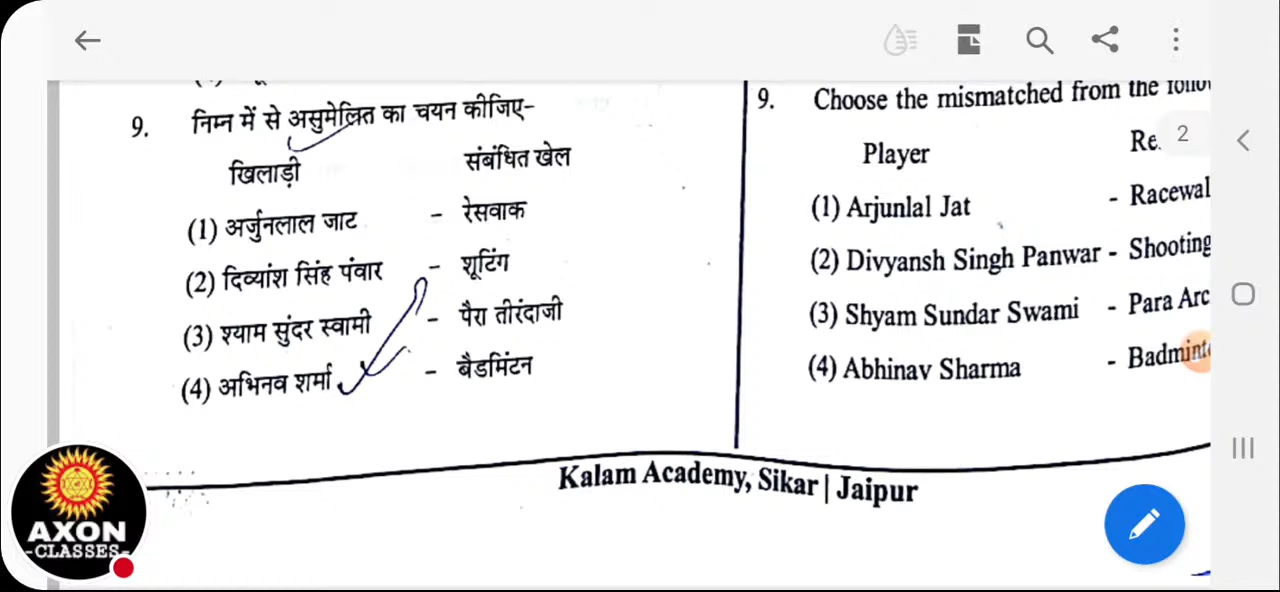 2
9. निम्न में से असुमेलित का चयन कीजिए-
खिलाड़ी संबंधित खेल
(1) अर्जुनलाल जाट - रेसवाक
(2) दिव्यांश सिंह पंवार - शूटिंग
(3) श्याम सुंदर स्वामी - पैरा तीरंदाजी
(4) अभिनव शर्मा - बैडमिंटन
9. Choose the mismatched from the
Player
(1) Arjunlal Jat - Racewal
(2) Divyansh Singh Panwar - Shooting
(3) Shyam Sundar Swami - Para Arc
(4) Abhinav Sharma - Badmint
Kalam Academy, Sikar | Jaipur
AXON
-CLASSES-